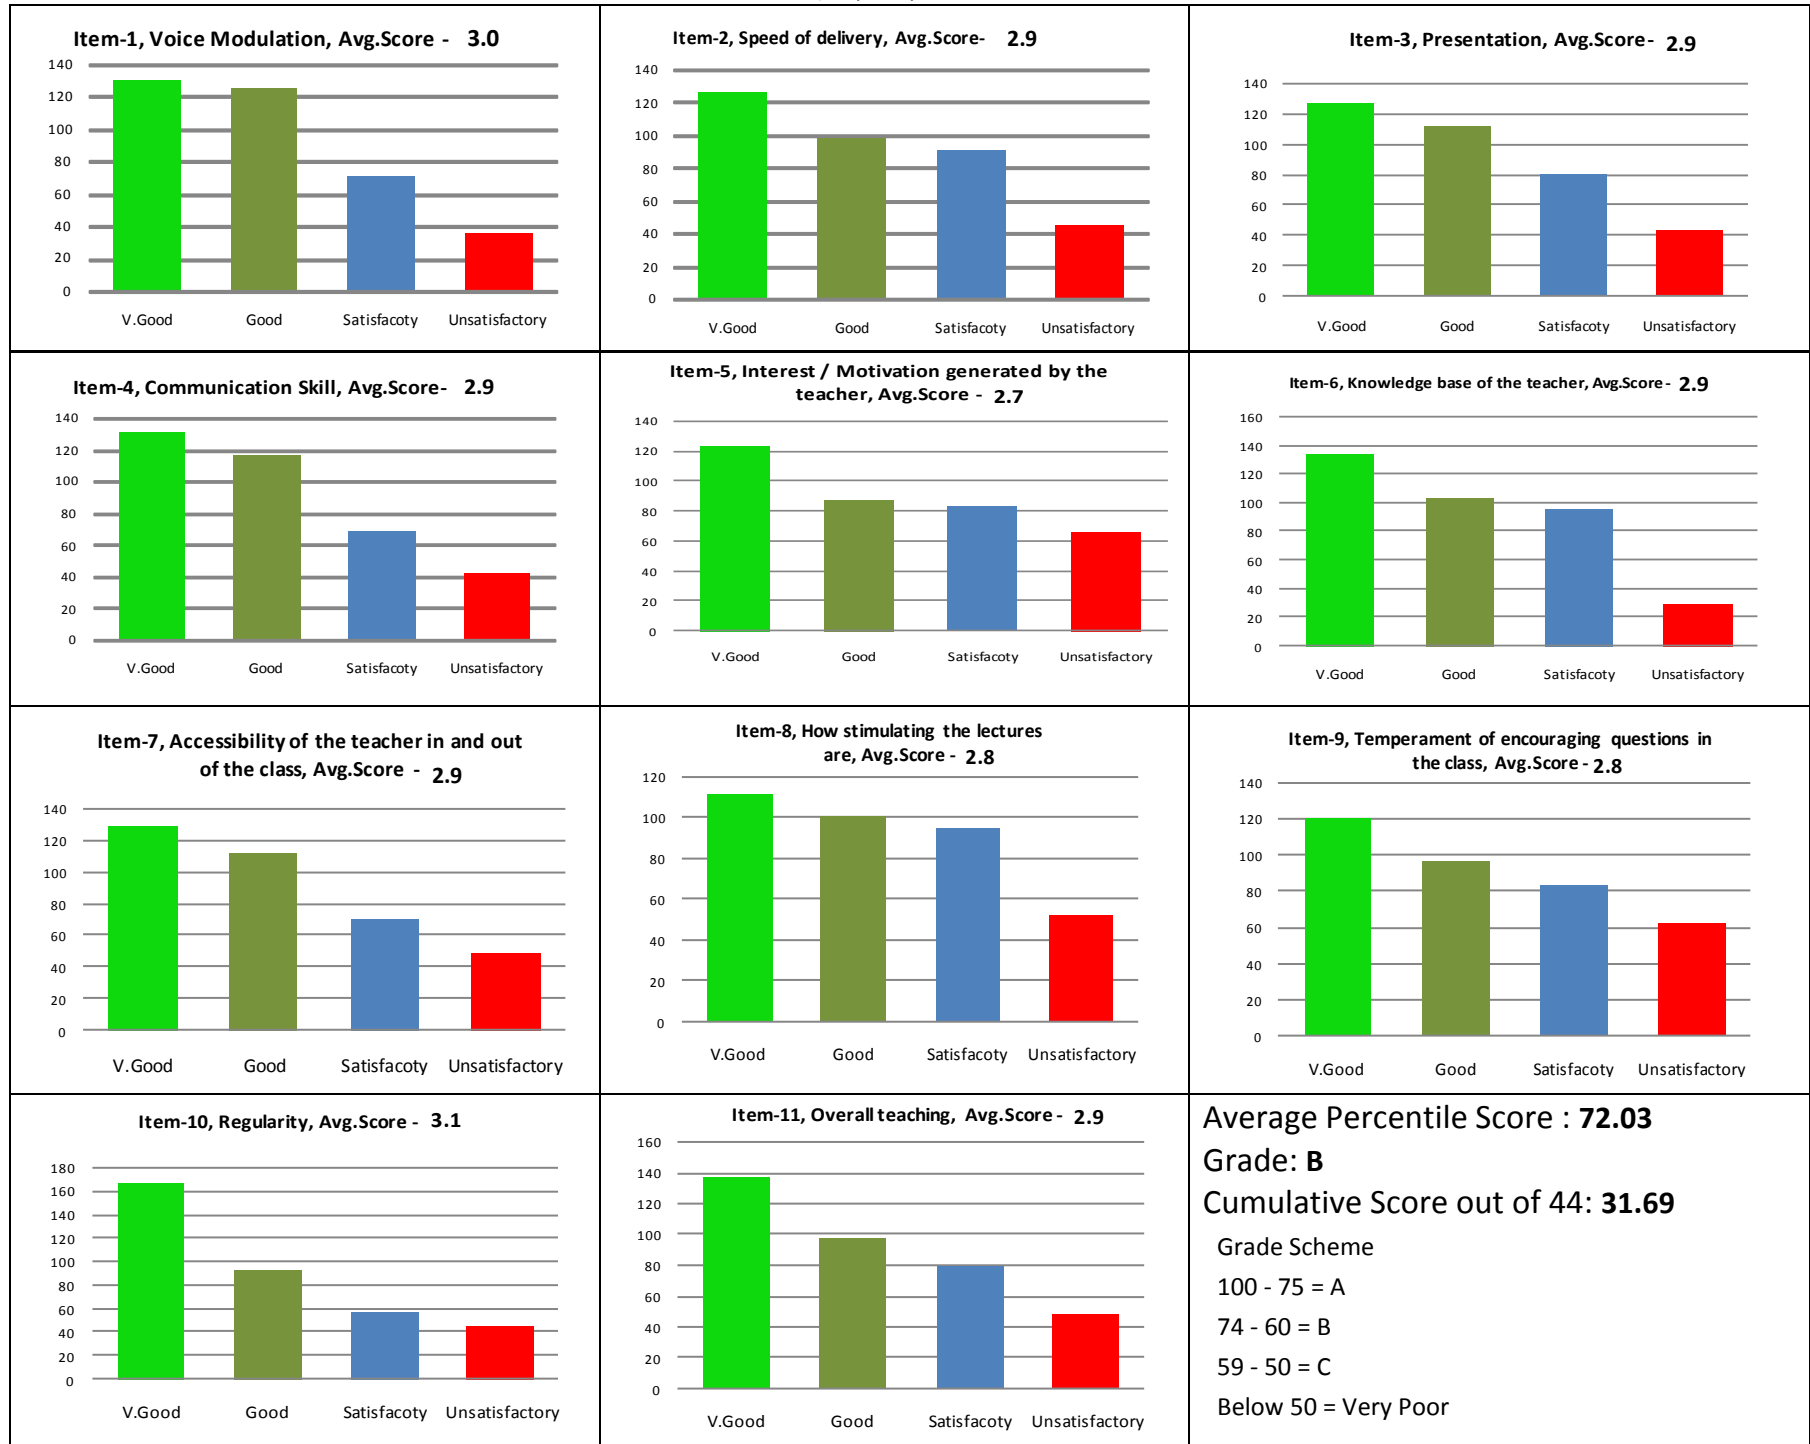 Item-1, Voice Modulation, Avg.Score - 3.0
140
120
100
80
60
40
20
0
V.Good Good Satisfacoty Unsatisfactory
Item-2, Speed of delivery, Avg.Score- 2.9
140
120
100
80
60
40
20
0
V.Good Good Satisfacoty Unsatisfactory
Item-3, Presentation, Avg.Score- 2.9
140
120
100
80
60
40
20
0
V.Good Good Satisfacoty Unsatisfactory
Item-4, Communication Skill, Avg.Score- 2.9
140
120
100
80
60
40
20
0
V.Good Good Satisfacoty Unsatisfactory
Item-5, Interest / Motivation generated by the
teacher, Avg.Score - 2.7
140
120
100
80
60
40
20
0
V.Good Good Satisfacoty Unsatisfactory
Item-6, Knowledge base of the teacher, Avg.Score- 2.9
160
140
120
100
80
60
40
20
0
V.Good Good Satisfacoty Unsatisfactory
Item-7, Accessibility of the teacher in and out
of the class, Avg.Score - 2.9
140
120
100
80
60
40
20
0
V.Good Good Satisfacoty Unsatisfactory
Item-8, How stimulating the lectures
are, Avg.Score - 2.8
120
100
80
60
40
20
0
V.Good Good Satisfacoty Unsatisfactory
Item-9, Temperament of encouraging questions in
the class, Avg.Score - 2.8
140
120
100
80
60
40
20
0
V.Good Good Satisfacoty Unsatisfactory
Item-10, Regularity, Avg.Score - 3.1
180
160
140
120
100
80
60
40
20
0
V.Good Good Satisfacoty Unsatisfactory
Item-11, Overall teaching, Avg.Score - 2.9
160
140
120
100
80
60
40
20
0
V.Good Good Satisfacoty Unsatisfactory
Average Percentile Score : 72.03
Grade: B
Cumulative Score out of 44: 31.69
Grade Scheme
100 - 75 = A
74 - 60 = B
59 - 50 = C
Below 50 = Very Poor